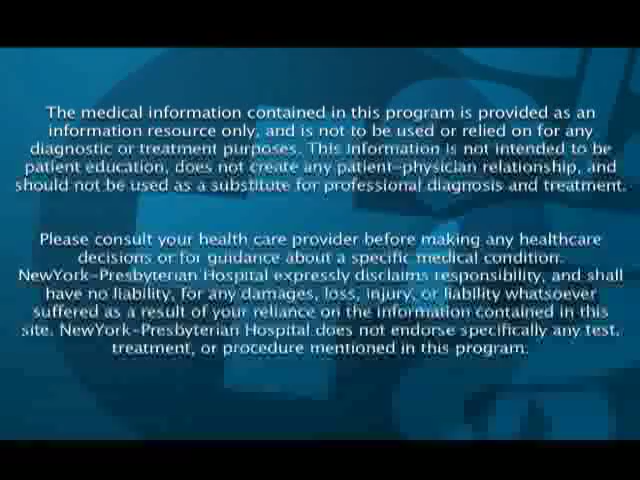 The medical information contained in this program is provided as an
information resource only, and is not to be used or relied on for any
diagnostic or treatment purposes. This information is not intended to be
patient education, does not create any patient-physician relationship, and
should not be used as a substitute for professional diagnosis and treatment.
Please consult your health care provider before making any healthcare
decisions or for guidance about a specific medical condition.
NewYork-Presbyterian Hospital expressly disclaims responsibility, and shall
have no liability, for any damages, loss, injury, or liability whatsoever
suffered as a result of your reliance on the information contained in this
site. NewYork-Presbyterian Hospital does not endorse specifically any test,
treatment, or procedure mentioned in this program.